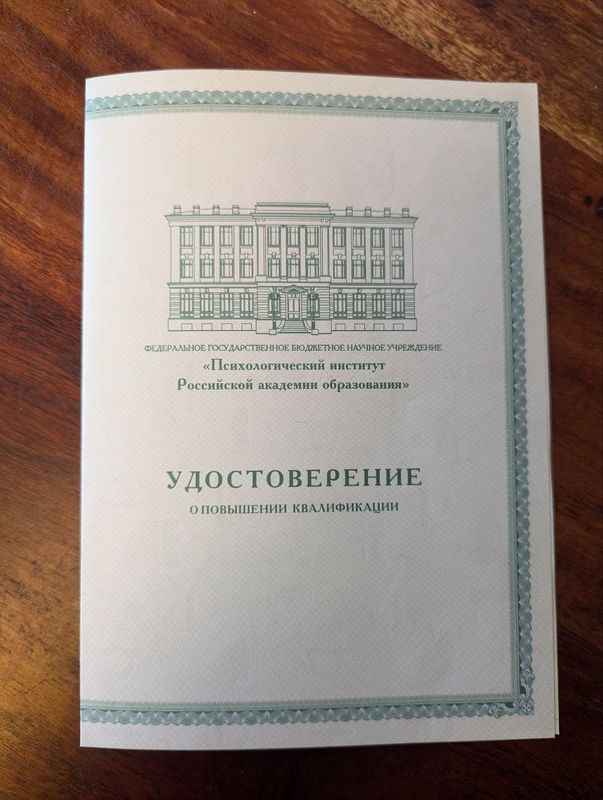 ФЕДЕРАЛЬНОЕ ГОСУДАРСТВЕННОЕ БЮДЖЕТНОЕ НАУЧНОЕ УЧРЕЖДЕНИЕ
«Психологический институт
Российской академии образования»
УДОСТОВЕРЕНИЕ
О ПОВЫШЕНИИ КВАЛИФИКАЦИИ